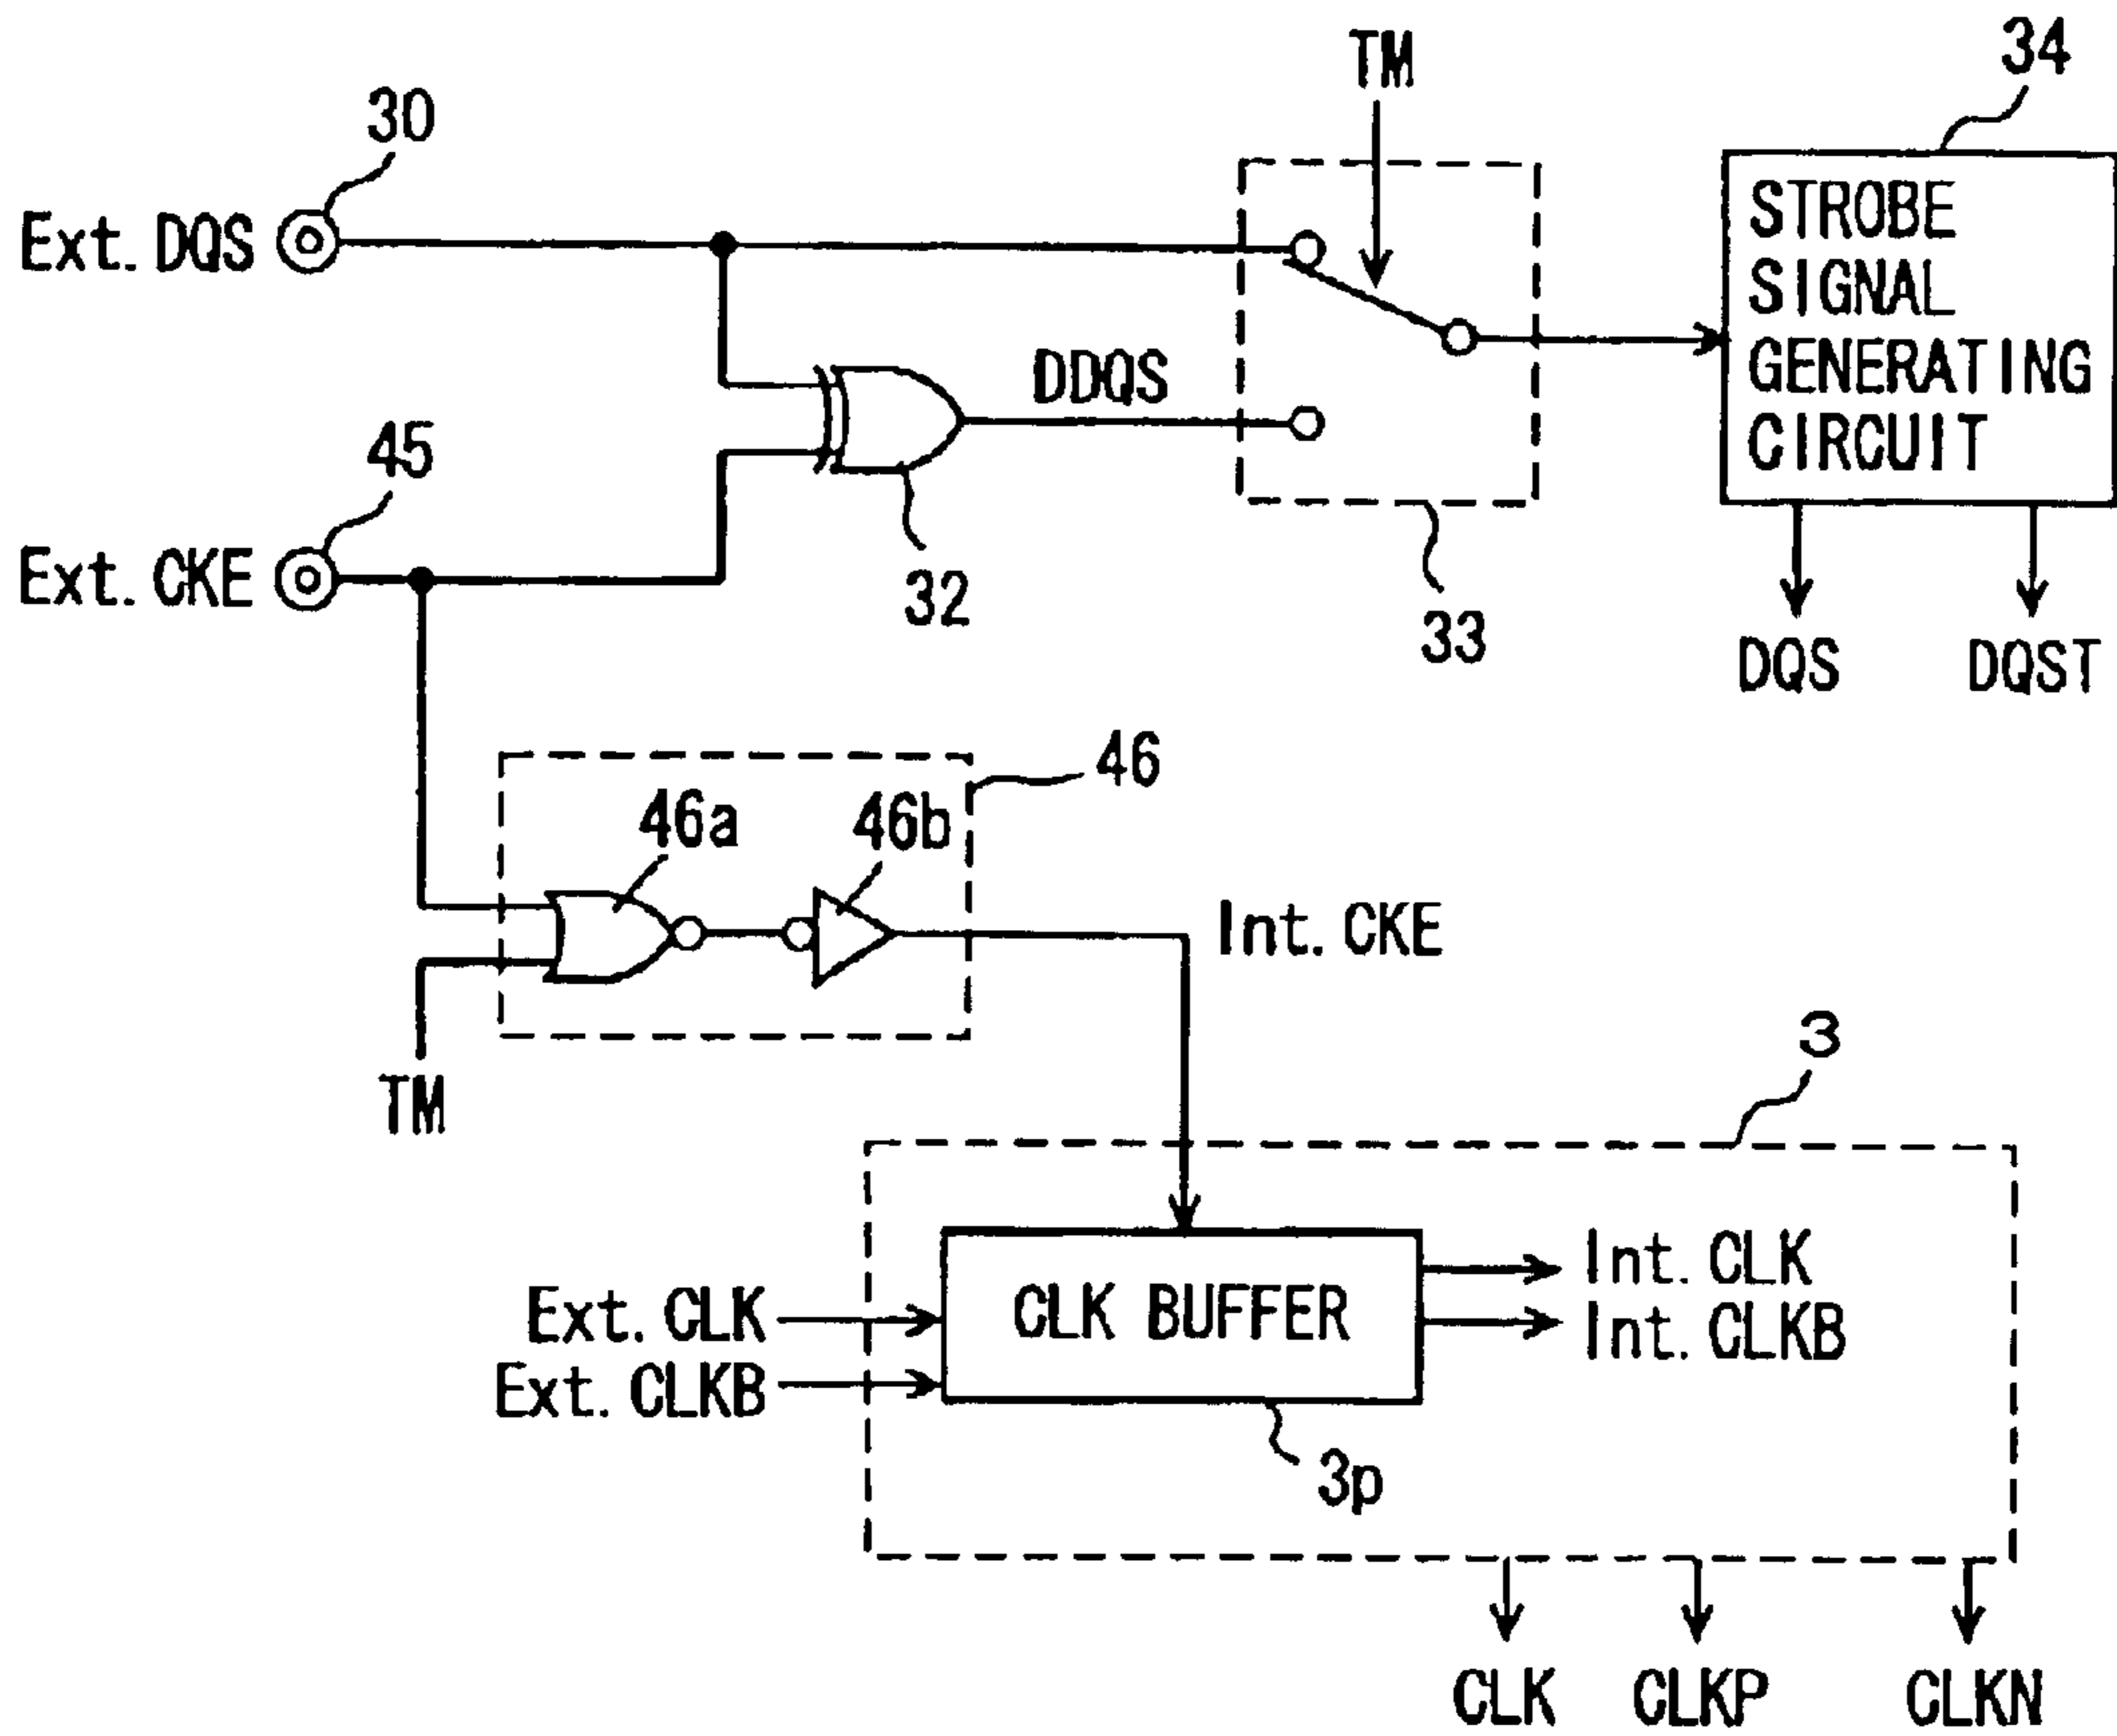 34
TM
30
Ext. DQS
STROBE
SIGNAL
GENERATING
CIRCUIT
DDQS
45
Ext. CKE
32
33
DQS
DQST
46
46a
46b
Int. CKE
TM
3
Ext. CLK
Ext. CLKB
CLK BUFFER
Int. CLK
Int. CLKB
3p
CLK
CLKP
CLKN